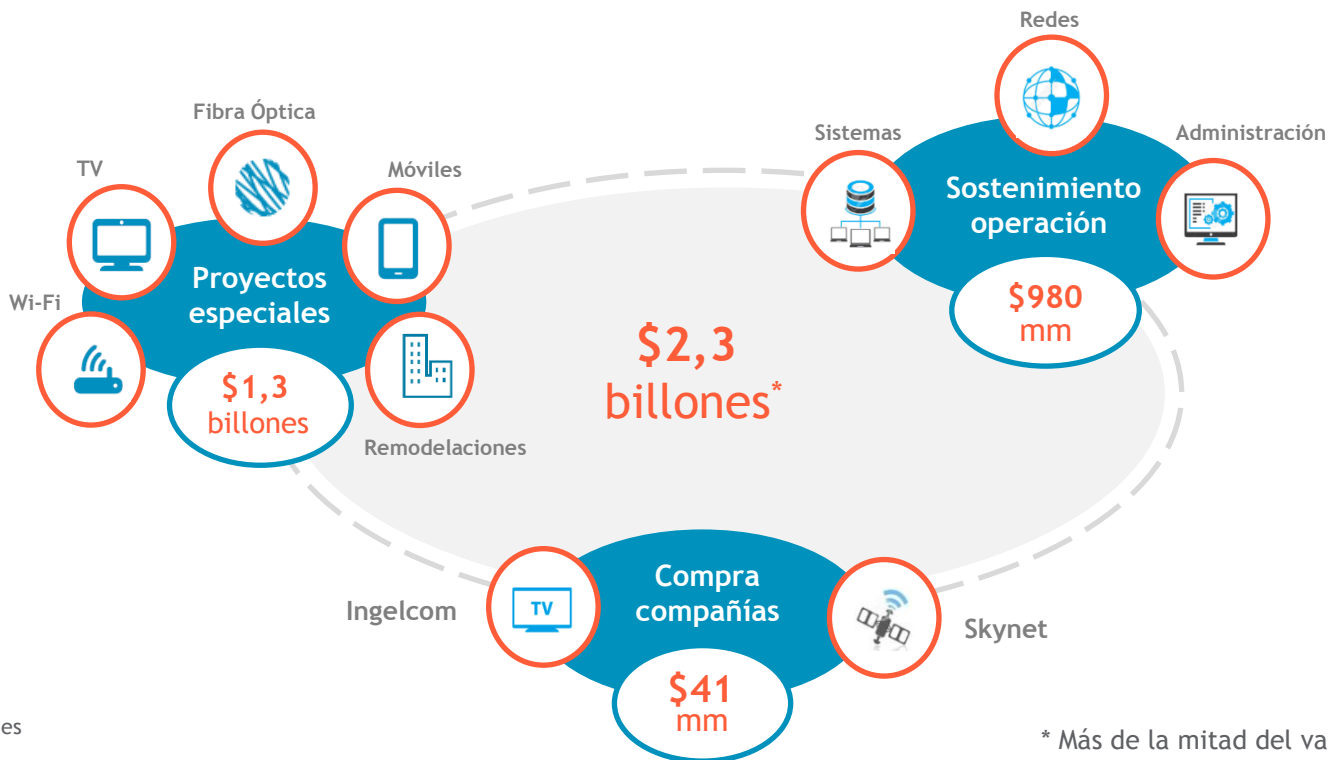 Redes
Fibra Óptica
Sistemas
Administración
TV
Móviles
Sostenimiento
operación
Proyectos
especiales
Wi-Fi
$980
mm
$2,3
billones*
$1,3
billones
Remodelaciones
Compra
compañías
Ingelcom
TV
Skynet
$41
mm
es
* Más de la mitad del va